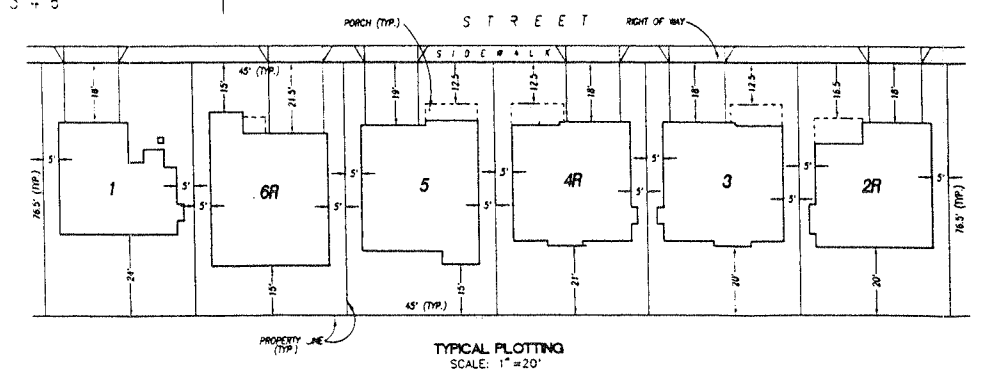 3 4 5
PORCH (TYP.)
STREET
RIGHT OF WAY
SIDEWALK
45' (TYP.)
18'
15'
21.5'
19'
12.5
12.5
18'
18'
12.5
16.5
18'
76.5' (TYP.)
5'
5'
5'
5'
5'
5'
5'
5'
5'
5'
5'
5'
76.5' (TYP.)
1
6R
5
4R
3
2R
24'
15'
15'
21'
20'
20'
45' (TYP.)
PROPERTY LINE
(TYP.)
TYPICAL PLOTTING
SCALE: 1" = 20'